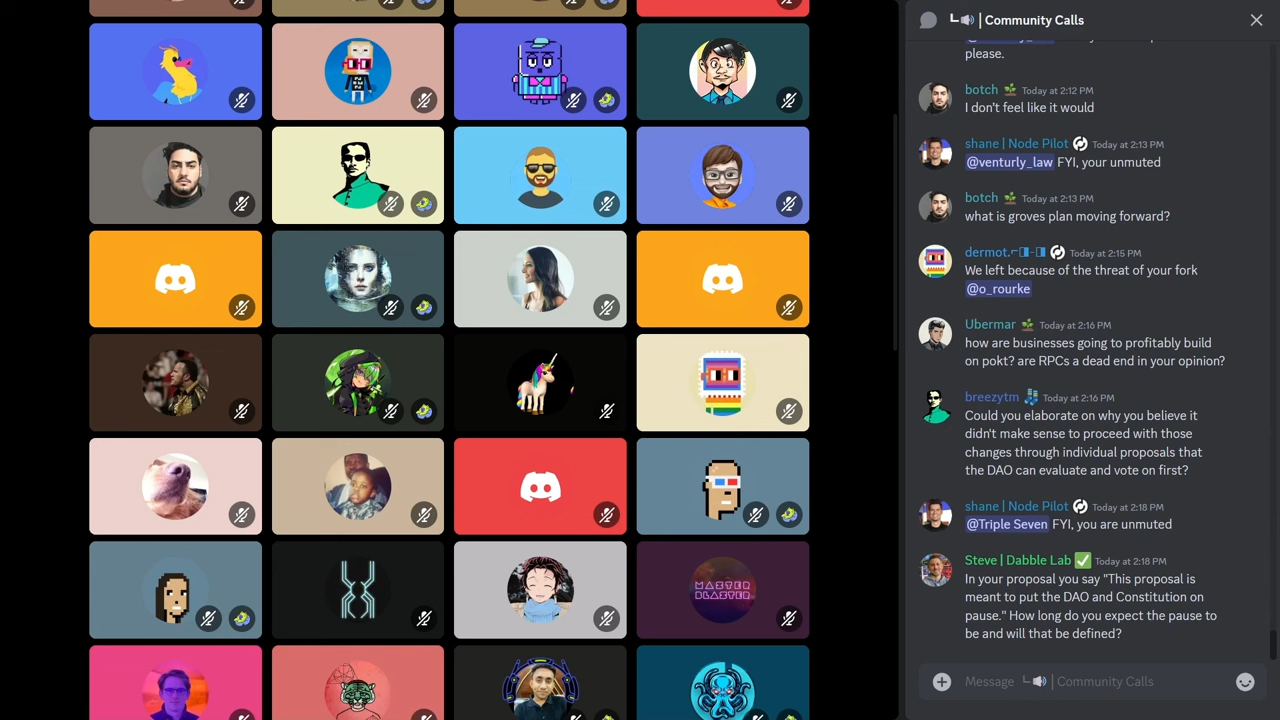 ┗🔊 | Community Calls
please.
botch 🌱 Today at 2:12 PM
I don't feel like it would
shane | Node Pilot Today at 2:13 PM
@venturly_law FYI, your unmuted
botch 🌱 Today at 2:13 PM
what is groves plan moving forward?
dermot. Today at 2:15 PM
We left because of the threat of your fork
@o_rourke
Ubermar 🌱 Today at 2:16 PM
how are businesses going to profitably build
on pokt? are RPCs a dead end in your opinion?
breezytm Today at 2:16 PM
Could you elaborate on why you believe it
didn't make sense to proceed with those
changes through individual proposals that
the DAO can evaluate and vote on first?
shane | Node Pilot Today at 2:18 PM
@Triple Seven FYI, you are unmuted
Steve | Dabble Lab ✅ Today at 2:18 PM
In your proposal you say "This proposal is
meant to put the DAO and Constitution on
pause." How long do you expect the pause to
be and will that be defined?
MASTER
BLASTER
Message ┗🔊 | Community Calls